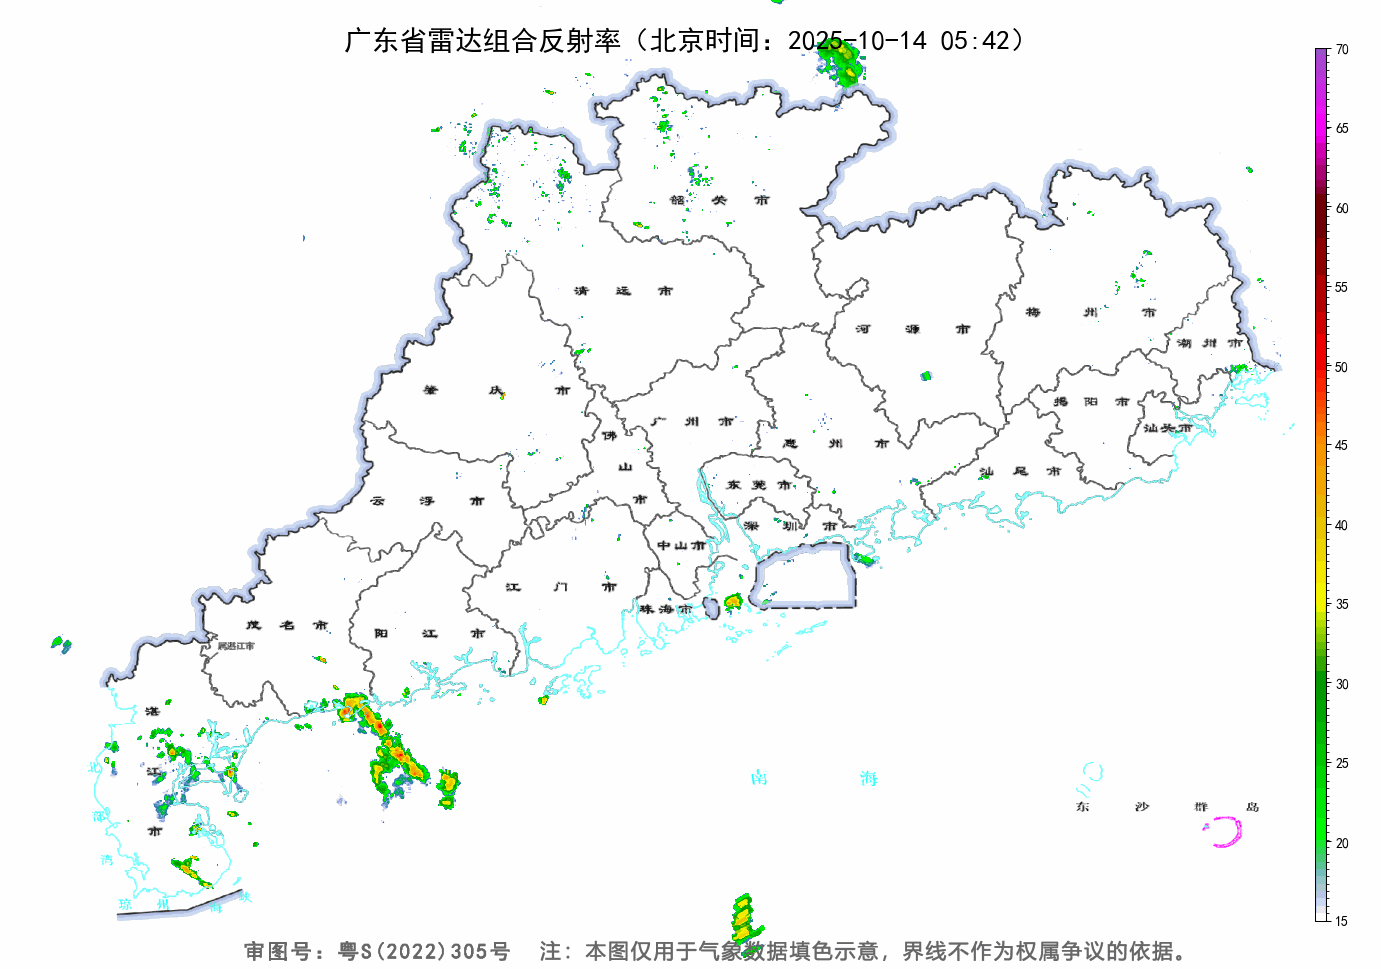 广东省雷达组合反射率（北京时间：2025-10-14 05:42）
70
65
60
55
50
45
40
35
30
25
20
15
韶关市
清远市
梅州市
河源市
潮州市
肇庆市
揭阳市
广州市
汕头市
佛山市
惠州市
汕尾市
东莞市
云浮市
深圳市
中山市
江门市
珠海市
茂名市
阳江市
属湛江市
湛江市
南海
北部湾
东沙群岛
琼州海峡
审图号：粤S(2022)305号 注：本图仅用于气象数据填色示意，界线不作为权属争议的依据。